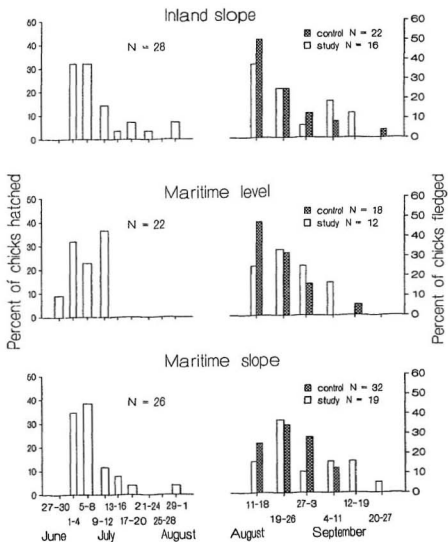 Inland slope
N = 28
control N = 22
study N = 16
60
50
40
30
20
10
0
60
50
40
30
20
10
0
Maritime level
N = 22
control N = 18
study N = 12
60
50
40
30
20
10
0
60
50
40
30
20
10
0
Percent of chicks hatched
Percent of chicks fledged
Maritime slope
N = 26
control N = 32
study N = 19
60
50
40
30
20
10
0
60
50
40
30
20
10
0
27-30 5-8 13-16 21-24 29-1
1-4 9-12 17-20 25-28
June July August
11-18 27-3 12-19
19-26 4-11 20-27
August September